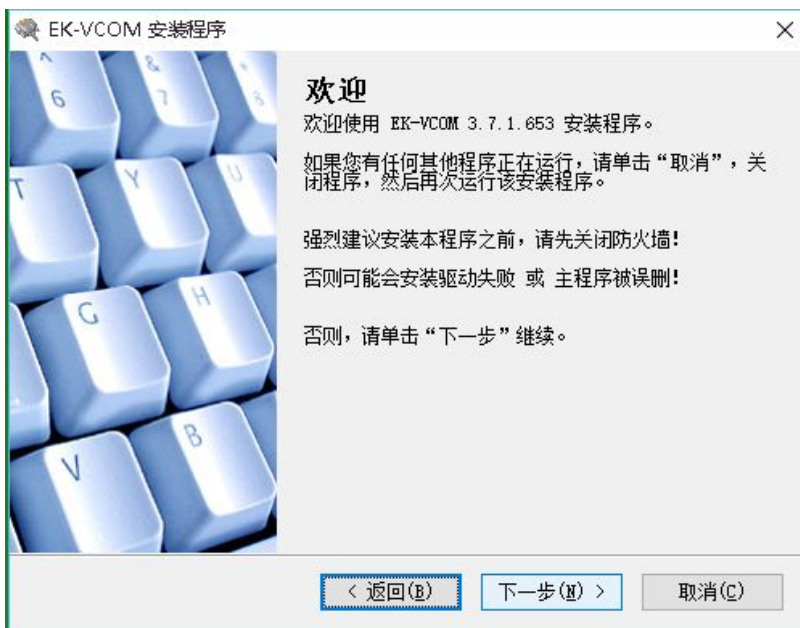 EK-VCOM 安装程序
欢迎
欢迎使用 EK-VCOM 3.7.1.653 安装程序。
如果您有任何其他程序正在运行，请单击“取消”，关
闭程序，然后再次运行该安装程序。
强烈建议安装本程序之前，请先关闭防火墙！
否则可能会安装驱动失败 或 主程序被误删！
否则，请单击“下一步”继续。
^ & *
6 7 8
T Y U
G H
V B
< 返回(B) 下一步(N) > 取消(C)